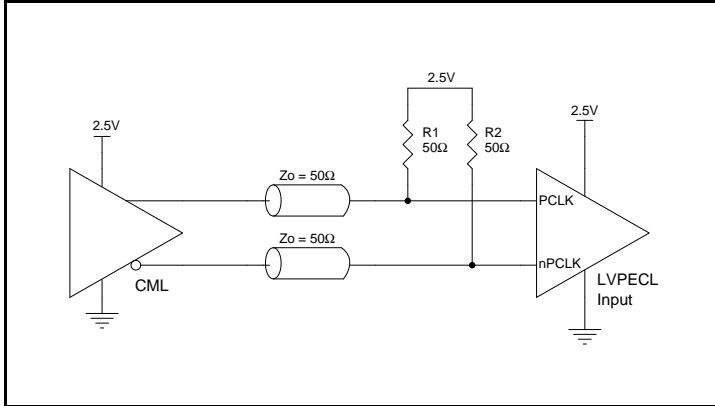 2.5V
2.5V
R1
50Ω
R2
50Ω
2.5V
Zo = 50Ω
PCLK
Zo = 50Ω
nPCLK
CML
LVPECL
Input